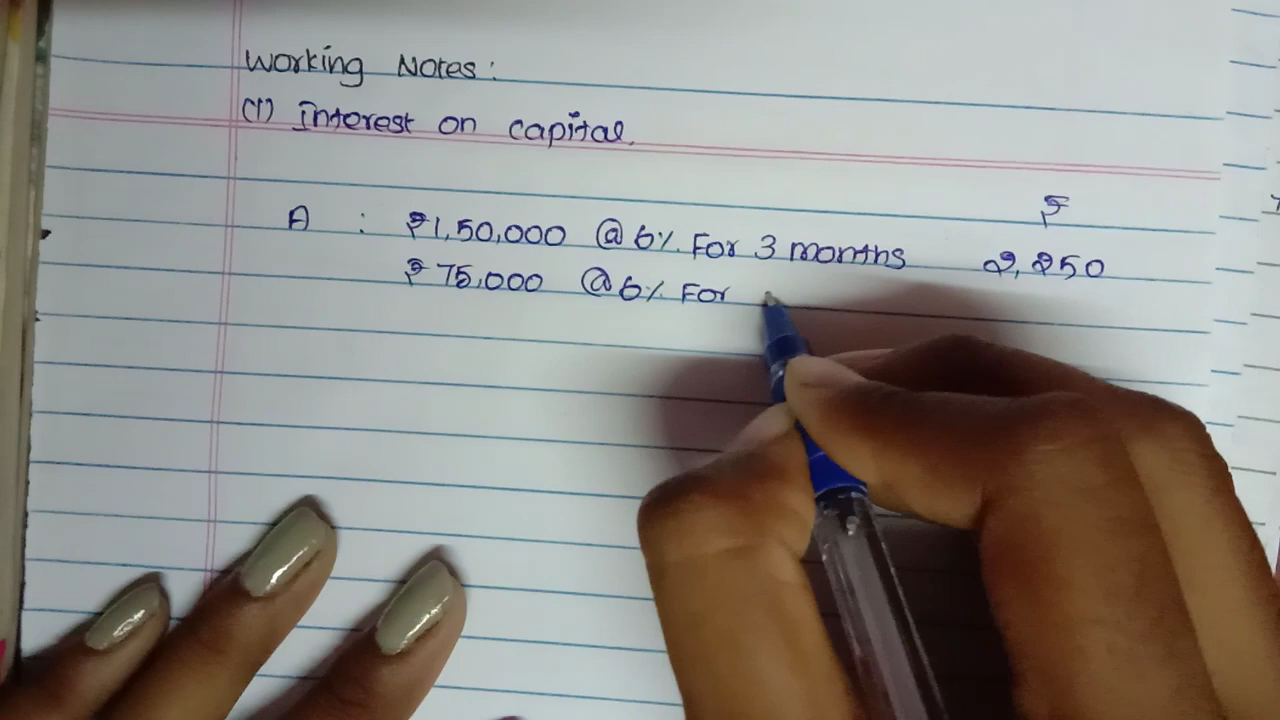 Working Notes:
(1) Interest on capital.
₹
A : ₹1,50,000 @ 6% For 3 months 2,250
₹75,000 @ 6% For